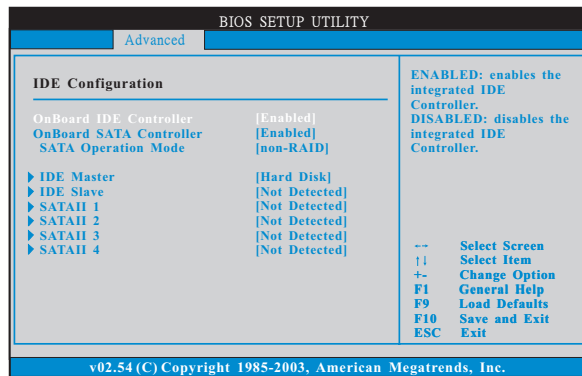 BIOS SETUP UTILITY
Advanced
IDE Configuration
OnBoard IDE Controller [Enabled]
OnBoard SATA Controller [Enabled]
SATA Operation Mode [non-RAID]
IDE Master [Hard Disk]
IDE Slave [Not Detected]
SATAII 1 [Not Detected]
SATAII 2 [Not Detected]
SATAII 3 [Not Detected]
SATAII 4 [Not Detected]
ENABLED: enables the
integrated IDE
Controller.
DISABLED: disables the
integrated IDE
Controller.
←→ Select Screen
↑↓ Select Item
+- Change Option
F1 General Help
F9 Load Defaults
F10 Save and Exit
ESC Exit
v02.54 (C) Copyright 1985-2003, American Megatrends, Inc.